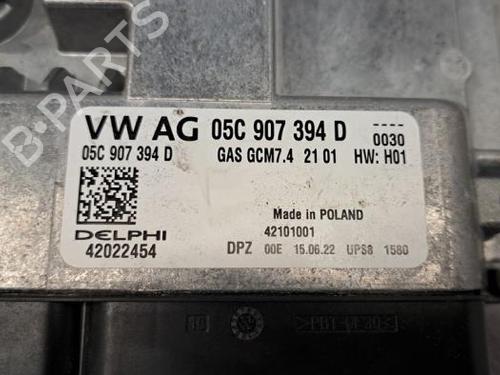 VW AG 05C 907 394 D
0030
05C 907 394 D GAS GCM7.4 21 01 HW: H01
Made in POLAND
DELPHI
42101001
42022454
DPZ 00E 15.06.22 UPS8 1580
B-PARTS